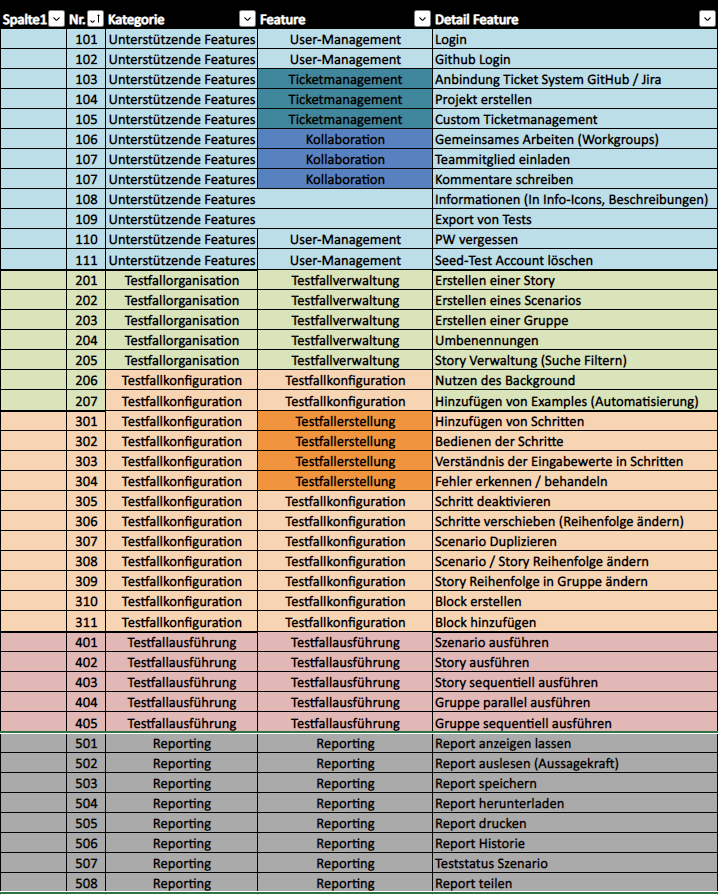 Spalte1 Nr. Kategorie Feature Detail Feature
101 Unterstützende Features User-Management Login
102 Unterstützende Features User-Management Github Login
103 Unterstützende Features Ticketmanagement Anbindung Ticket System GitHub / Jira
104 Unterstützende Features Ticketmanagement Projekt erstellen
105 Unterstützende Features Ticketmanagement Custom Ticketmanagement
106 Unterstützende Features Kollaboration Gemeinsames Arbeiten (Workgroups)
107 Unterstützende Features Kollaboration Teammitglied einladen
107 Unterstützende Features Kollaboration Kommentare schreiben
108 Unterstützende Features Informationen (In Info-Icons, Beschreibungen)
109 Unterstützende Features Export von Tests
110 Unterstützende Features User-Management PW vergessen
111 Unterstützende Features User-Management Seed-Test Account löschen
201 Testfallorganisation Testfallverwaltung Erstellen einer Story
202 Testfallorganisation Testfallverwaltung Erstellen eines Scenarios
203 Testfallorganisation Testfallverwaltung Erstellen einer Gruppe
204 Testfallorganisation Testfallverwaltung Umbenennungen
205 Testfallorganisation Testfallverwaltung Story Verwaltung (Suche Filtern)
206 Testfallkonfiguration Testfallkonfiguration Nutzen des Background
207 Testfallkonfiguration Testfallkonfiguration Hinzufügen von Examples (Automatisierung)
301 Testfallkonfiguration Testfallerstellung Hinzufügen von Schritten
302 Testfallkonfiguration Testfallerstellung Bedienen der Schritte
303 Testfallkonfiguration Testfallerstellung Verständnis der Eingabewerte in Schritten
304 Testfallkonfiguration Testfallerstellung Fehler erkennen / behandeln
305 Testfallkonfiguration Testfallkonfiguration Schritt deaktivieren
306 Testfallkonfiguration Testfallkonfiguration Schritte verschieben (Reihenfolge ändern)
307 Testfallkonfiguration Testfallkonfiguration Scenario Duplizieren
308 Testfallkonfiguration Testfallkonfiguration Scenario / Story Reihenfolge ändern
309 Testfallkonfiguration Testfallkonfiguration Story Reihenfolge in Gruppe ändern
310 Testfallkonfiguration Testfallkonfiguration Block erstellen
311 Testfallkonfiguration Testfallkonfiguration Block hinzufügen
401 Testfallausführung Testfallausführung Szenario ausführen
402 Testfallausführung Testfallausführung Story ausführen
403 Testfallausführung Testfallausführung Story sequentiell ausführen
404 Testfallausführung Testfallausführung Gruppe parallel ausführen
405 Testfallausführung Testfallausführung Gruppe sequentiell ausführen
501 Reporting Reporting Report anzeigen lassen
502 Reporting Reporting Report auslesen (Aussagekraft)
503 Reporting Reporting Report speichern
504 Reporting Reporting Report herunterladen
505 Reporting Reporting Report drucken
506 Reporting Reporting Report Historie
507 Reporting Reporting Teststatus Szenario
508 Reporting Reporting Report teilen